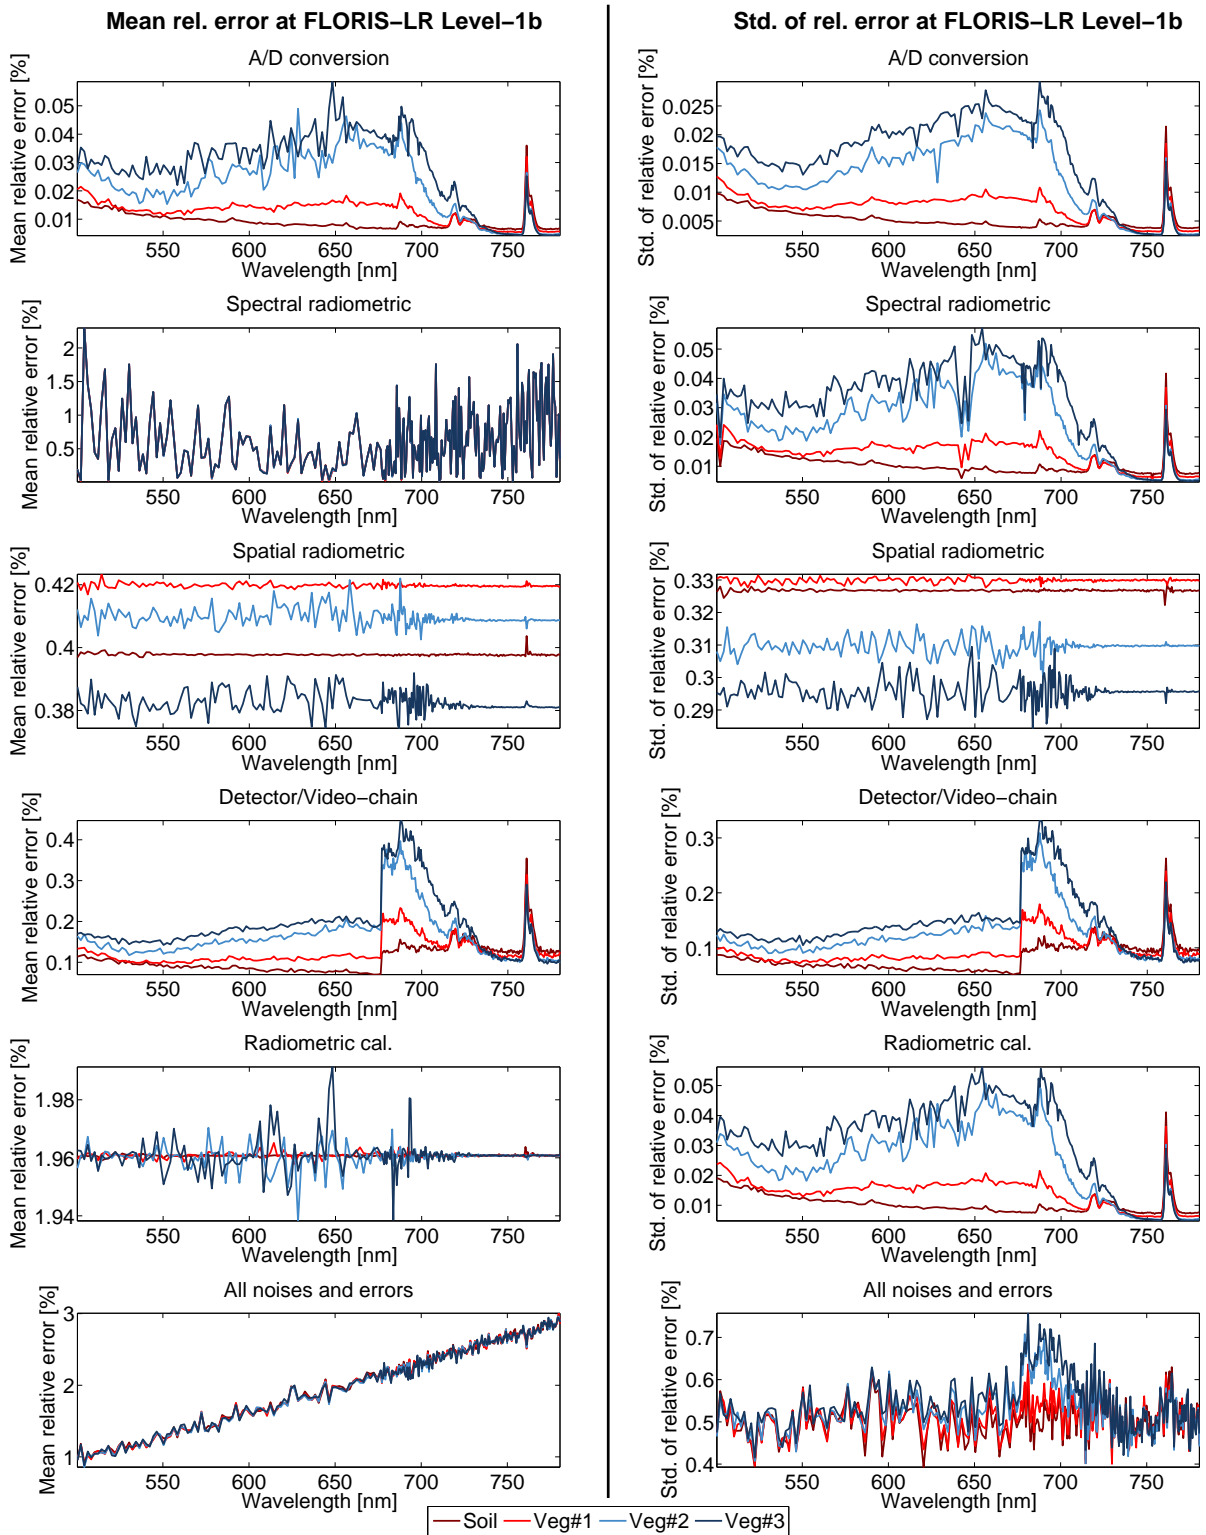 Mean rel. error at FLORIS−LR Level−1b
A/D conversion
Mean relative error [%]
0.05
0.04
0.03
0.02
0.01
550 600 650 700 750
Wavelength [nm]
Spectral radiometric
Mean relative error [%]
2
1.5
1
0.5
550 600 650 700 750
Wavelength [nm]
Spatial radiometric
Mean relative error [%]
0.42
0.4
0.38
550 600 650 700 750
Wavelength [nm]
Detector/Video−chain
Mean relative error [%]
0.4
0.3
0.2
0.1
550 600 650 700 750
Wavelength [nm]
Radiometric cal.
Mean relative error [%]
1.98
1.96
1.94
550 600 650 700 750
Wavelength [nm]
All noises and errors
Mean relative error [%]
3
2
1
550 600 650 700 750
Wavelength [nm]
Std. of rel. error at FLORIS−LR Level−1b
A/D conversion
Std. of relative error [%]
0.025
0.02
0.015
0.01
0.005
550 600 650 700 750
Wavelength [nm]
Spectral radiometric
Std. of relative error [%]
0.05
0.04
0.03
0.02
0.01
550 600 650 700 750
Wavelength [nm]
Spatial radiometric
Std. of relative error [%]
0.33
0.32
0.31
0.3
0.29
550 600 650 700 750
Wavelength [nm]
Detector/Video−chain
Std. of relative error [%]
0.3
0.2
0.1
550 600 650 700 750
Wavelength [nm]
Radiometric cal.
Std. of relative error [%]
0.05
0.04
0.03
0.02
0.01
550 600 650 700 750
Wavelength [nm]
All noises and errors
Std. of relative error [%]
0.7
0.6
0.5
0.4
550 600 650 700 750
Wavelength [nm]
Soil Veg#1 Veg#2 Veg#3